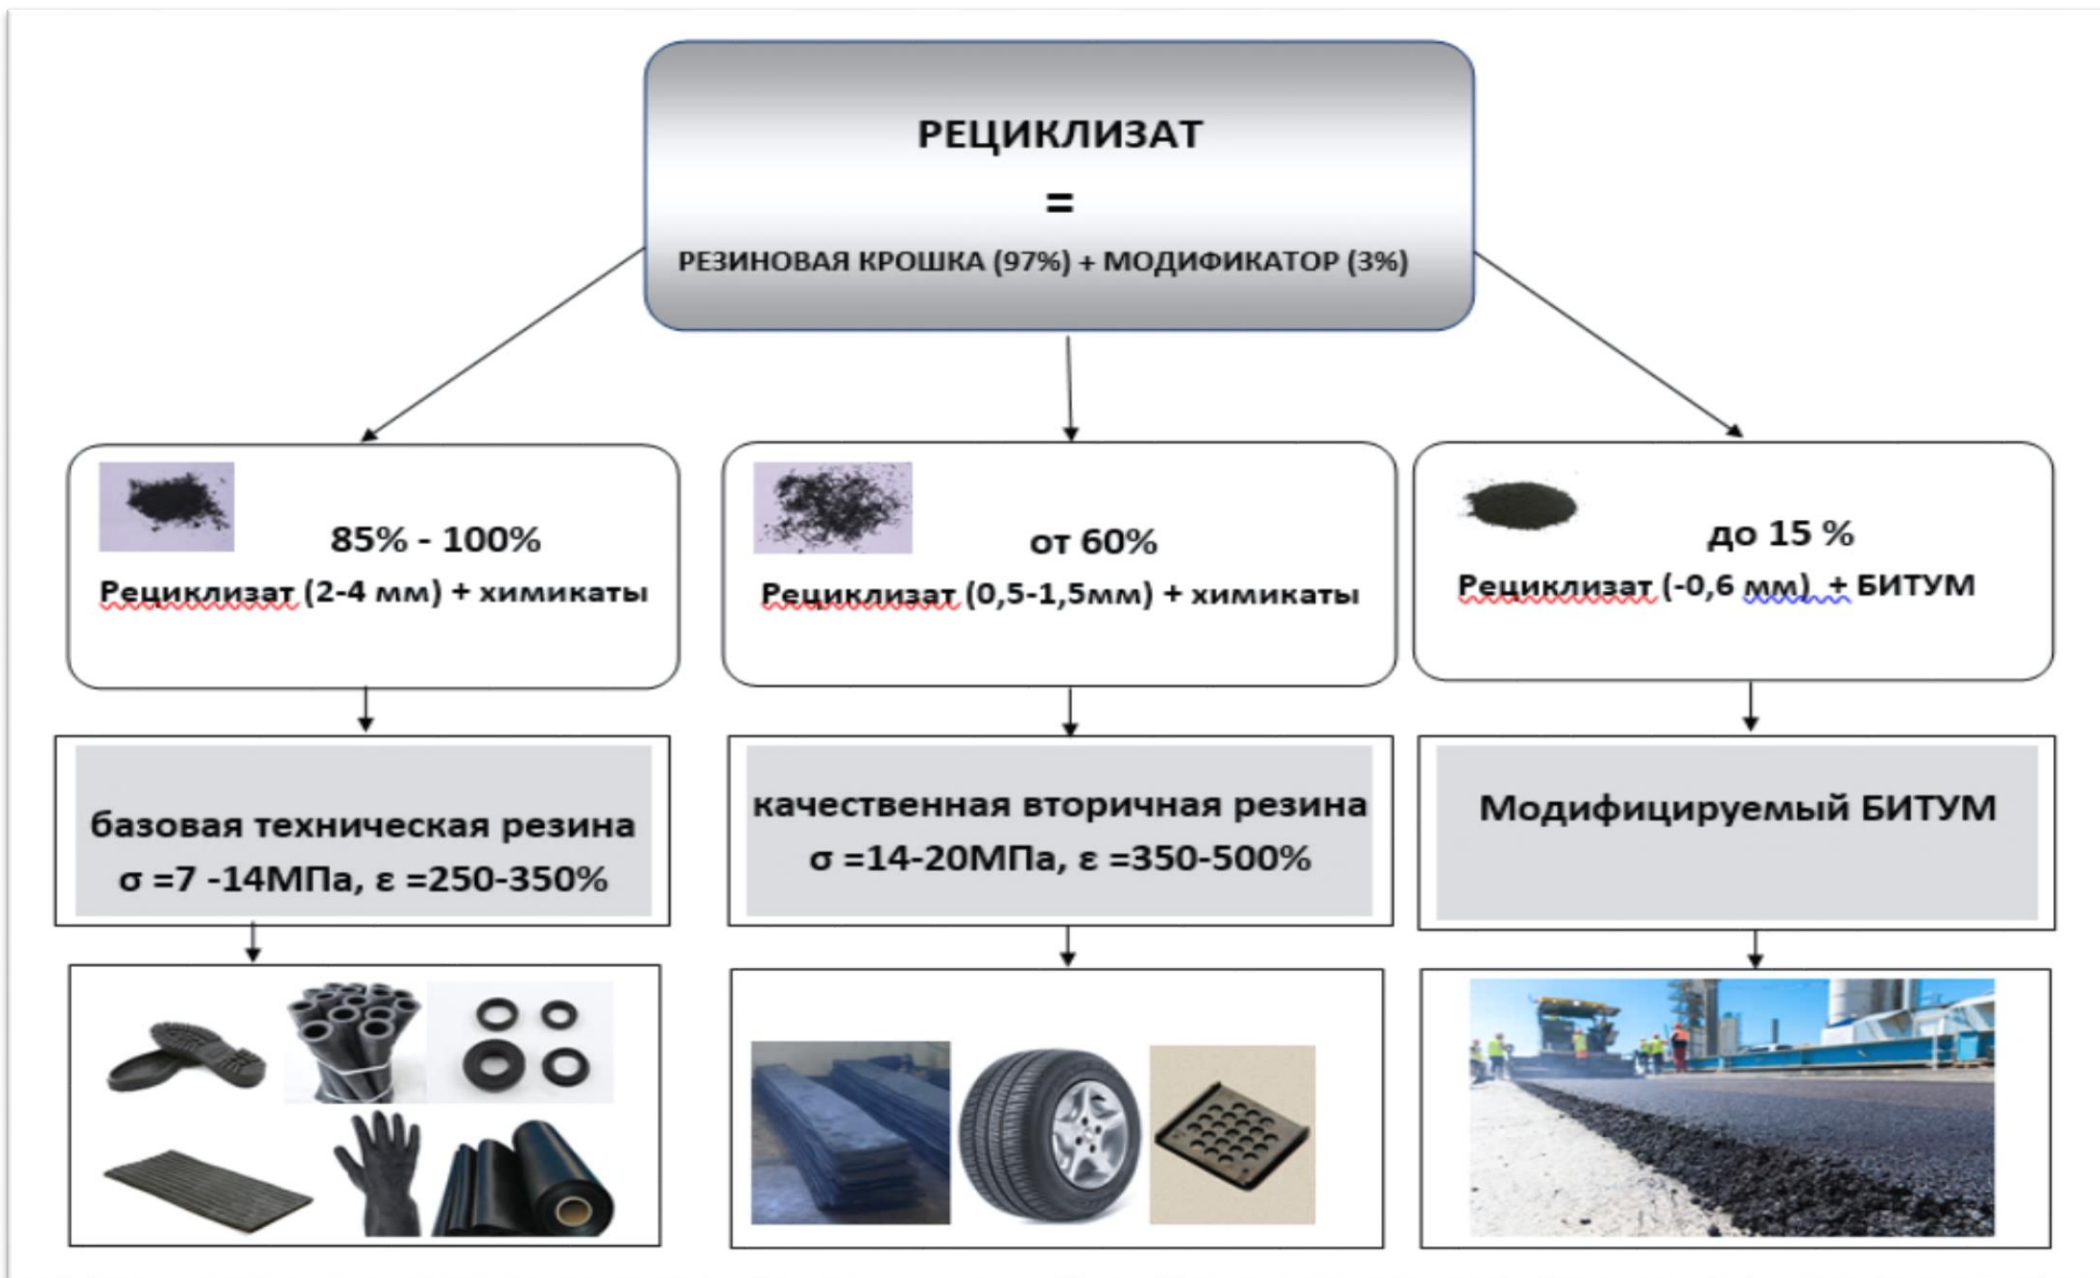 РЕЦИКЛИЗАТ
=
РЕЗИНОВАЯ КРОШКА (97%) + МОДИФИКАТОР (3%)
85% - 100%
Рециклизат (2-4 мм) + химикаты
от 60%
Рециклизат (0,5-1,5мм) + химикаты
до 15 %
Рециклизат (-0,6 мм) + БИТУМ
базовая техническая резина
σ =7 -14МПа, ε =250-350%
качественная вторичная резина
σ =14-20МПа, ε =350-500%
Модифицируемый БИТУМ